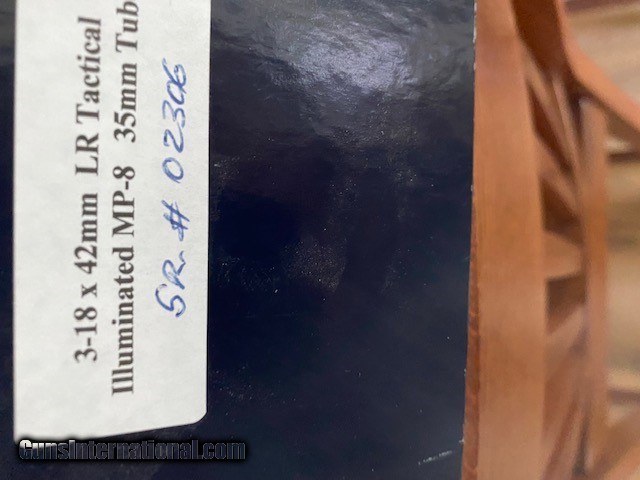 3-18 x 42mm LR Tactical
Illuminated MP-8 35mm Tub
SR. # 02306
GunsInternational.com